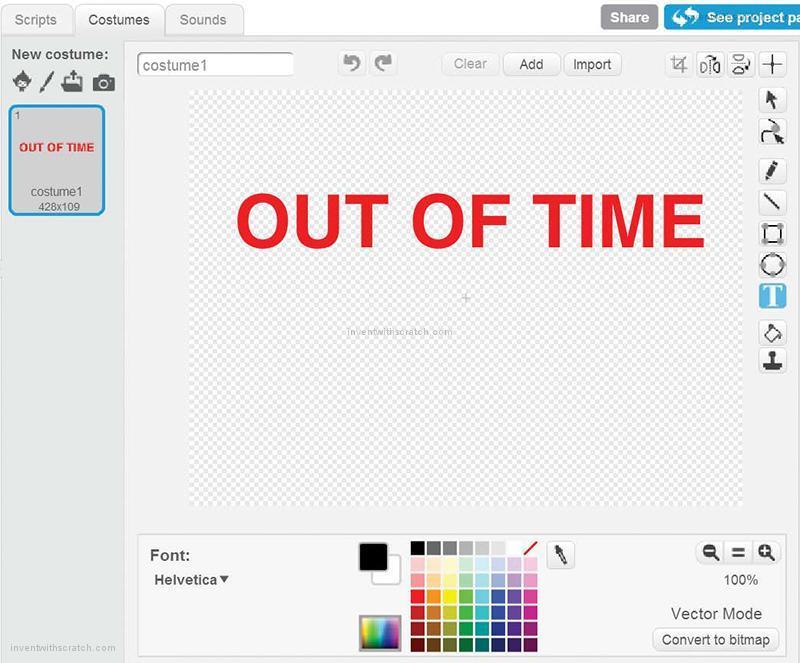 Scripts Costumes Sounds Share See project pa
New costume:
costume1 Clear Add Import
1
OUT OF TIME
costume1
428x109
OUT OF TIME
inventwithscratch.com
T
Font:
Helvetica
100%
Vector Mode
Convert to bitmap
inventwithscratch.com